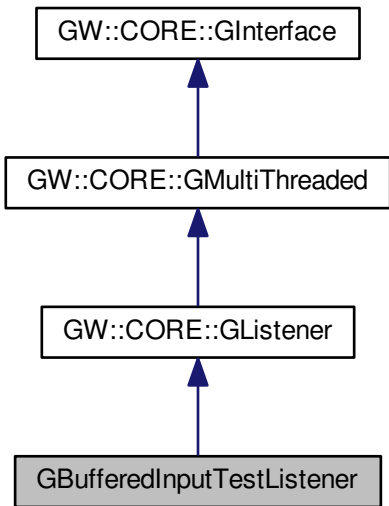 GW::CORE::GInterface
GW::CORE::GMultiThreaded
GW::CORE::GListener
GBufferedInputTestListener